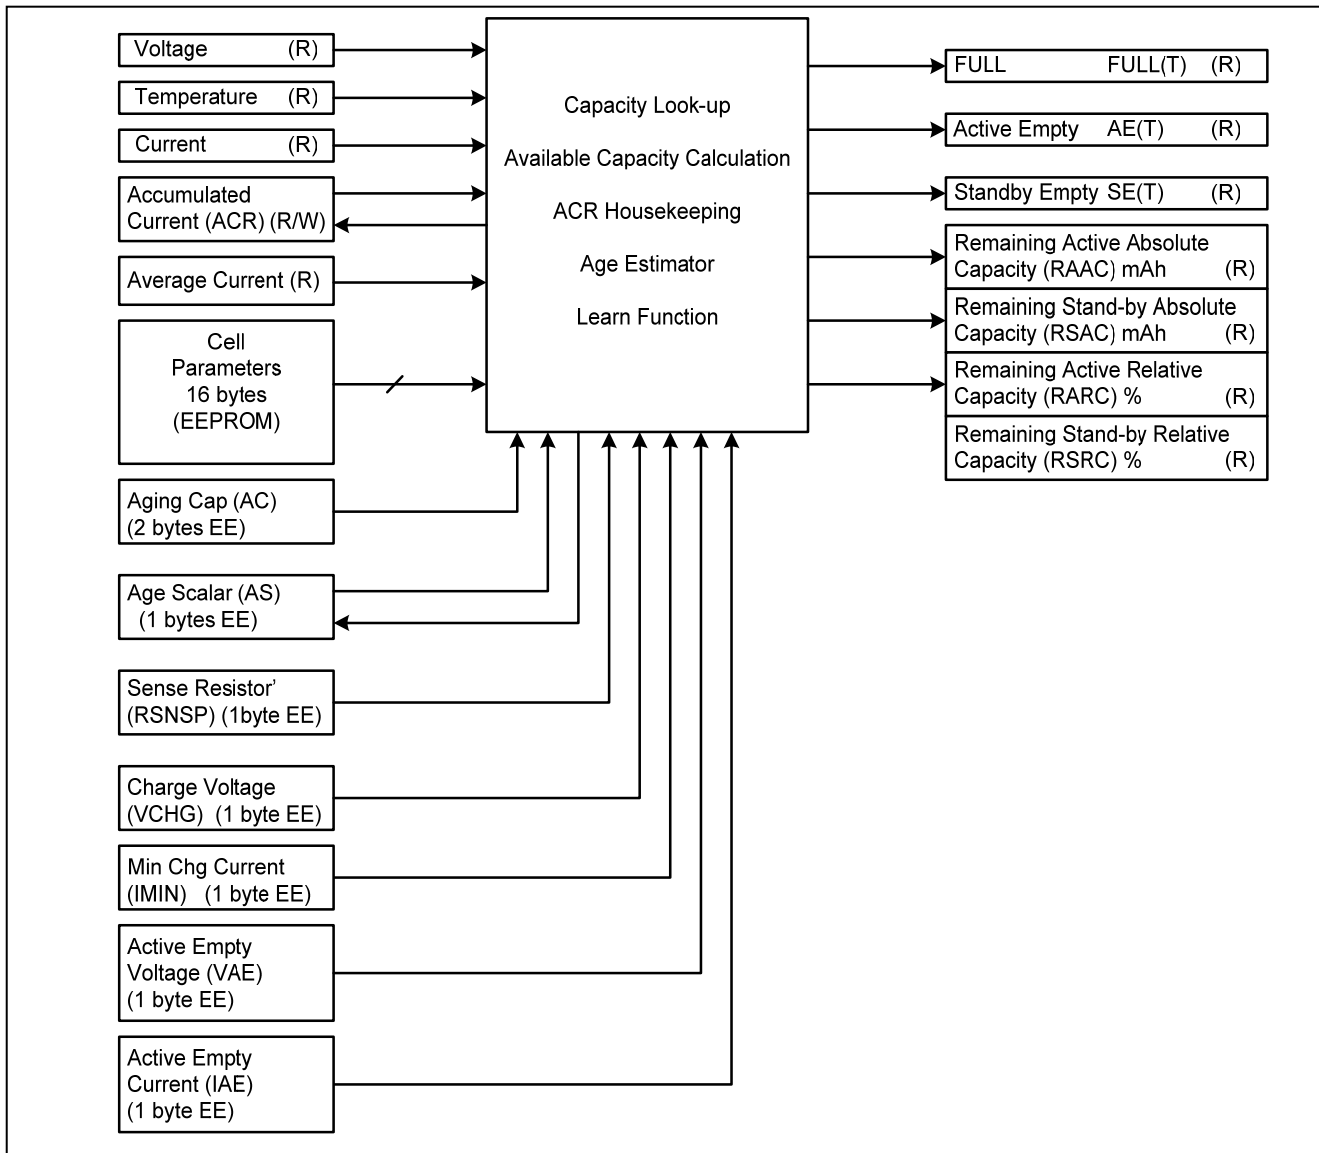 Voltage (R)
Temperature (R)
Current (R)
Accumulated
Current (ACR) (R/W)
Average Current (R)
Cell
Parameters
16 bytes
(EEPROM)
Aging Cap (AC)
(2 bytes EE)
Age Scalar (AS)
(1 bytes EE)
Sense Resistor’
(RSNSP) (1byte EE)
Charge Voltage
(VCHG) (1 byte EE)
Min Chg Current
(IMIN) (1 byte EE)
Active Empty
Voltage (VAE)
(1 byte EE)
Active Empty
Current (IAE)
(1 byte EE)
Capacity Look-up
Available Capacity Calculation
ACR Housekeeping
Age Estimator
Learn Function
FULL FULL(T) (R)
Active Empty AE(T) (R)
Standby Empty SE(T) (R)
Remaining Active Absolute
Capacity (RAAC) mAh (R)
Remaining Stand-by Absolute
Capacity (RSAC) mAh (R)
Remaining Active Relative
Capacity (RARC) % (R)
Remaining Stand-by Relative
Capacity (RSRC) % (R)